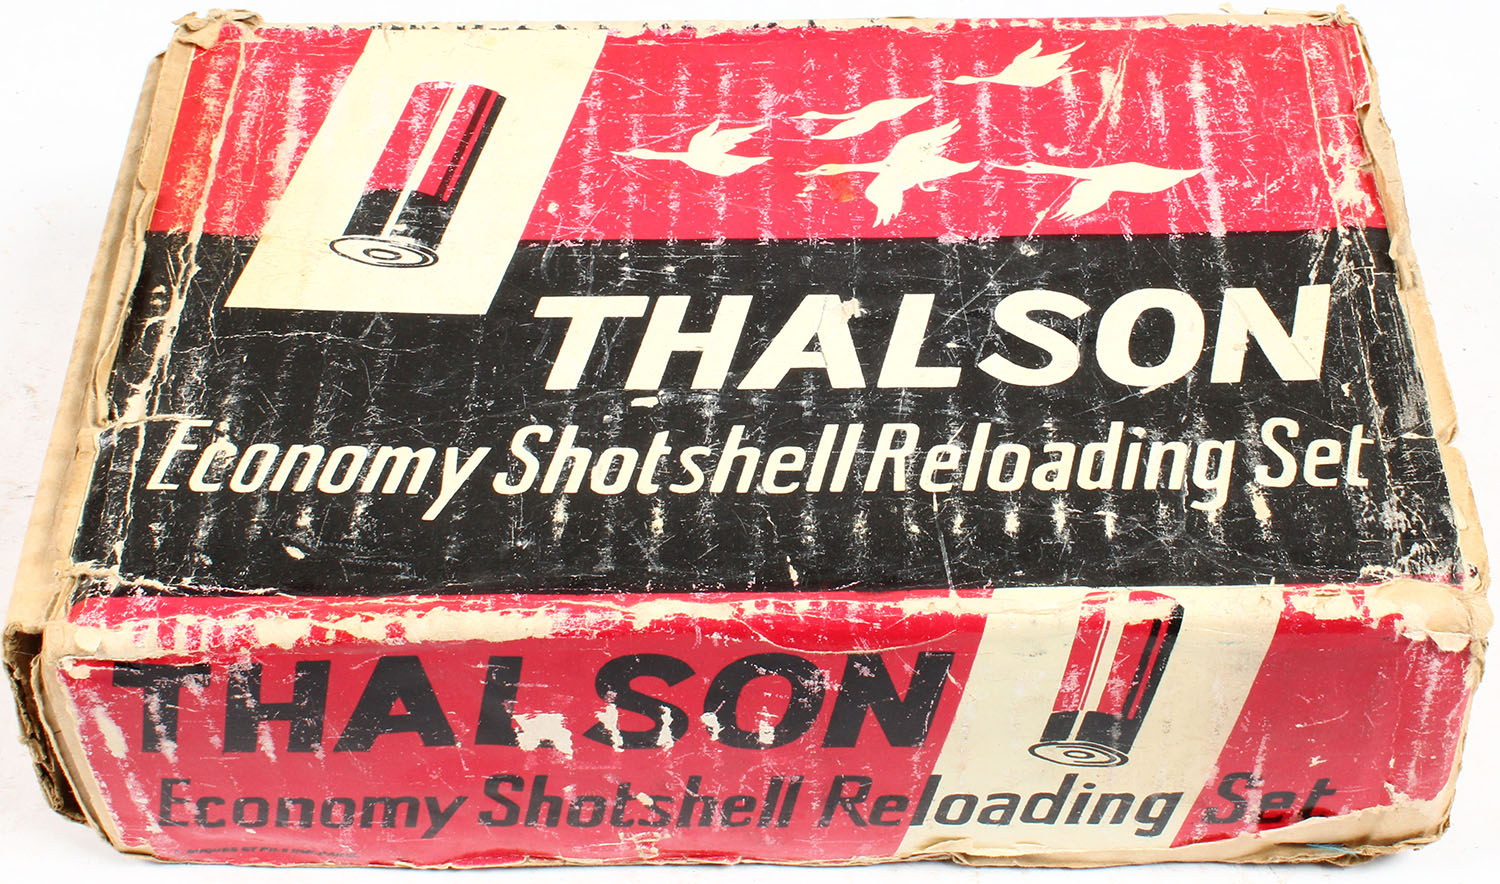 THALSON
Economy Shotshell Reloading Set
THALSON
Economy Shotshell Reloading Set